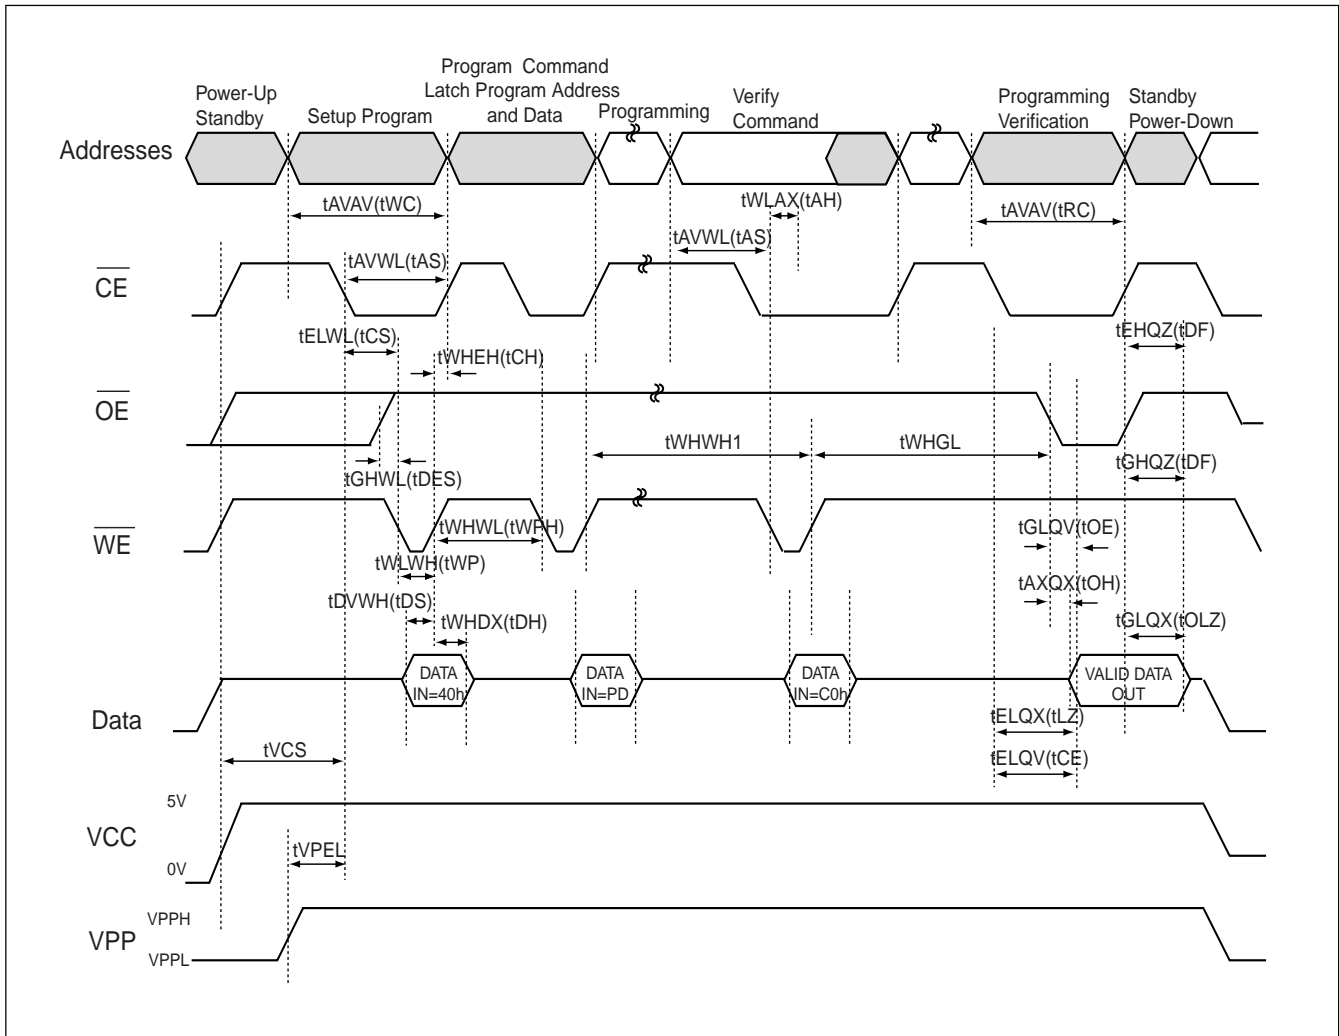 Program Command
Latch Program Address
and Data
Power-Up
Standby
Setup Program
Programming
Verify
Command
Programming
Verification
Standby
Power-Down
Addresses
tAVAV(tWC)
tWLAX(tAH)
tAVAV(tRC)
tAVWL(tAS)
tAVWL(tAS)
CE
tELWL(tCS)
tEHQZ(tDF)
tWHEH(tCH)
OE
tWHWH1
tWHGL
tGHWL(tDES)
tGHQZ(tDF)
WE
tWHWL(tWPH)
tGLQV(tOE)
tWLWH(tWP)
tAXQX(tOH)
tDVWH(tDS)
tWHDX(tDH)
tGLQX(tOLZ)
DATA
IN=40h
DATA
IN=PD
DATA
IN=C0h
VALID DATA
OUT
Data
tELQX(tLZ)
tVCS
tELQV(tCE)
5V
VCC
0V
tVPEL
VPPH
VPP
VPPL